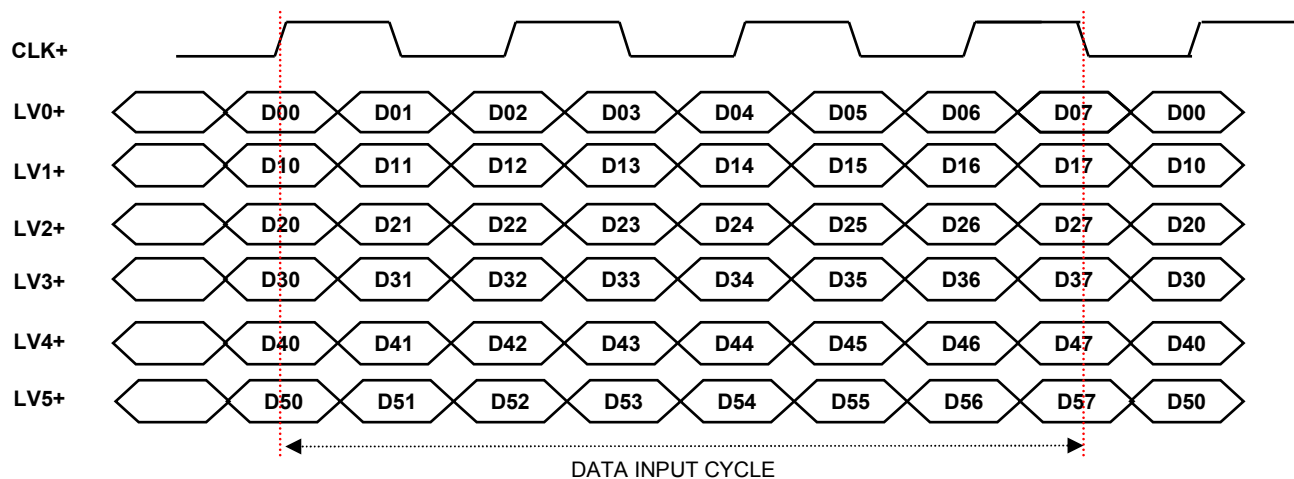 CLK+
LV0+ D00 D01 D02 D03 D04 D05 D06 D07 D00
LV1+ D10 D11 D12 D13 D14 D15 D16 D17 D10
LV2+ D20 D21 D22 D23 D24 D25 D26 D27 D20
LV3+ D30 D31 D32 D33 D34 D35 D36 D37 D30
LV4+ D40 D41 D42 D43 D44 D45 D46 D47 D40
LV5+ D50 D51 D52 D53 D54 D55 D56 D57 D50
DATA INPUT CYCLE